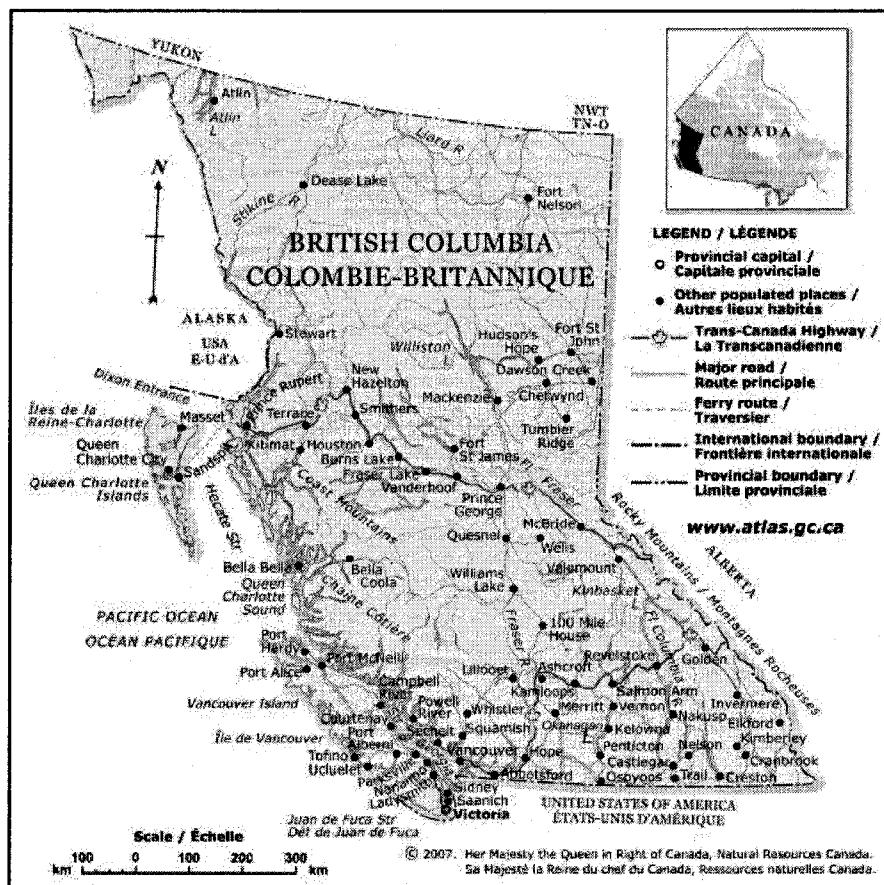 YUKON
Atlin
Atlin
L
NWT
TN-O
Liard R
CANADA
N
Dease Lake
Stikine R
Fort
Nelson
LEGEND / LÉGENDE
Provincial capital /
Capitale provinciale
Other populated places /
Autres lieux habités
Trans-Canada Highway /
La Transcanadienne
Major road /
Route principale
Ferry route /
Traversier
International boundary /
Frontière internationale
Provincial boundary /
Limite provinciale
www.atlas.gc.ca
BRITISH COLUMBIA
COLOMBIE-BRITANNIQUE
ALASKA
USA
É-U d'A
Stewart
Williston
L
Hudson's
Hope
Fort St
John
Dawson Creek
Chetwynd
Mackenzie
Tumbler
Ridge
Dixon Entrance
Prince Rupert
New
Hazelton
Smithers
Terrace
Îles de la
Reine-Charlotte
Masset
Queen
Charlotte City
Sandspit
Queen Charlotte
Islands
Kitimat
Houston
Burns Lake
Fort
St James
Fraser Lake
Vanderhoof
Prince
George
Fl Fraser
Hecate Str
Coast Mountains
Chaîne Côtière
Rocky Mountains / Montagnes Rocheuses
ALBERTA
McBride
Quesnel
Wells
Valemount
Bella Bella
Bella
Coola
Queen
Charlotte
Sound
Williams
Lake
Kinbasket
L
PACIFIC OCEAN
OCÉAN PACIFIQUE
100 Mile
House
Fraser R
Fl Columbia R
Port
Hardy
Port McNeill
Port Alice
Lillooet
Ashcroft
Revelstoke
Golden
Kamloops
Salmon Arm
Campbell
River
Vancouver Island
Powell
River
Whistler
Merritt
Vernon
Nakusp
Invermere
Elkford
Courtenay
Île de Vancouver
Port
Alberni
Sechelt
Squamish
Okanagan
L
Kelowna
Kimberley
Tofino
Ucluelet
Vancouver
Hope
Penticton
Nelson
Cranbrook
Parksville
Nanaimo
Ladysmith
Abbotsford
Castlegar
Osoyoos
Trail
Creston
Sidney
Saanich
Victoria
UNITED STATES OF AMERICA
ÉTATS-UNIS D'AMÉRIQUE
Juan de Fuca Str
Dét de Juan de Fuca
Scale / Échelle
km 100 0 100 200 300 km
© 2007. Her Majesty the Queen in Right of Canada, Natural Resources Canada.
Sa Majesté la Reine du chef du Canada, Ressources naturelles Canada.